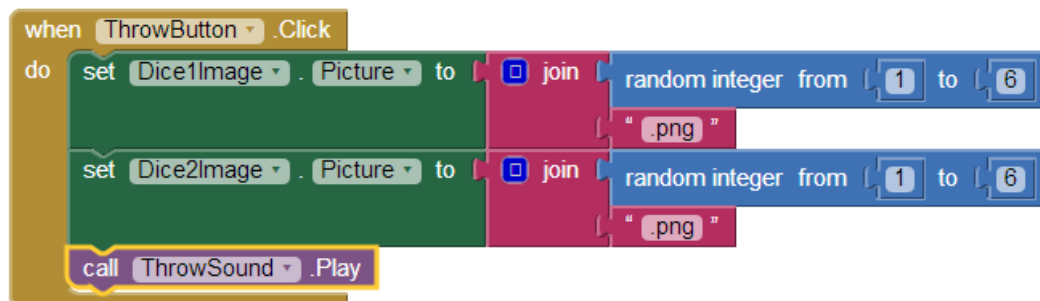 when ThrowButton .Click
do set Dice1Image . Picture to join random integer from 1 to 6
“ .png ”
set Dice2Image . Picture to join random integer from 1 to 6
“ .png ”
call ThrowSound .Play